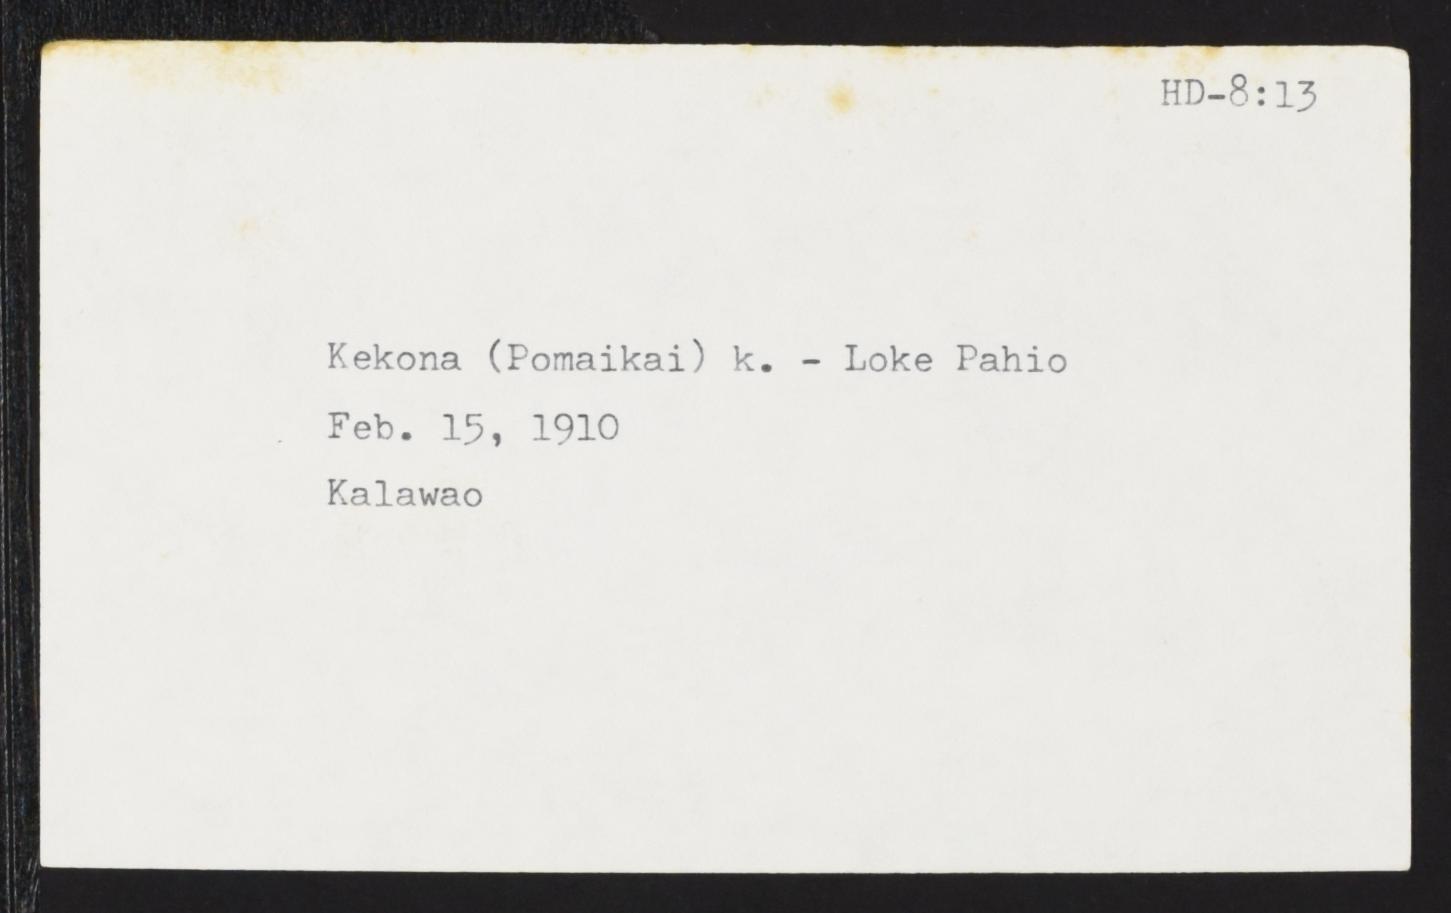 HD-8:13
Kekona (Pomaikai) k. - Loke Pahio
Feb. 15, 1910
Kalawao